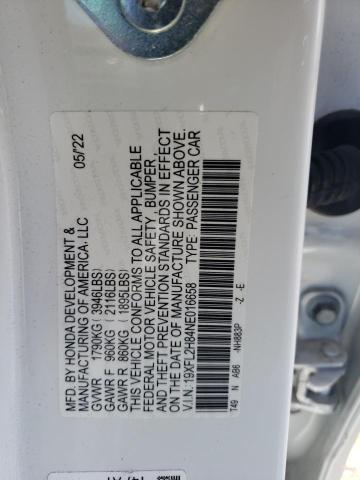 MFD. BY HONDA DEVELOPMENT & 05/22
MANUFACTURING OF AMERICA, LLC
GVWR 1790KG (3946LBS)
GAWR F 960KG (2116LBS)
GAWR R 860KG (1895LBS)
THIS VEHICLE CONFORMS TO ALL APPLICABLE
FEDERAL MOTOR VEHICLE SAFETY, BUMPER,
AND THEFT PREVENTION STANDARDS IN EFFECT
ON THE DATE OF MANUFACTURE SHOWN ABOVE.
V.I.N.:19XFL2H84NE016658 TYPE: PASSENGER CAR
T49 N AB6 -NH883P -Z -E